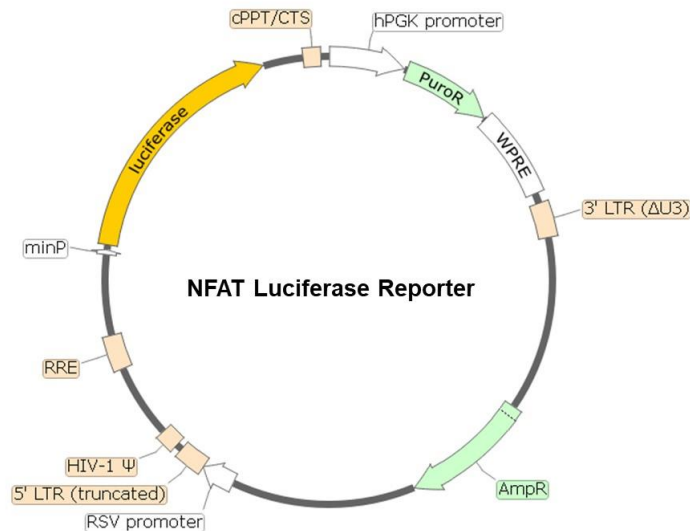 cPPT/CTS
hPGK promoter
PuroR
WPRE
luciferase
3' LTR (ΔU3)
minP
NFAT Luciferase Reporter
RRE
HIV-1 Ψ
5' LTR (truncated)
RSV promoter
AmpR